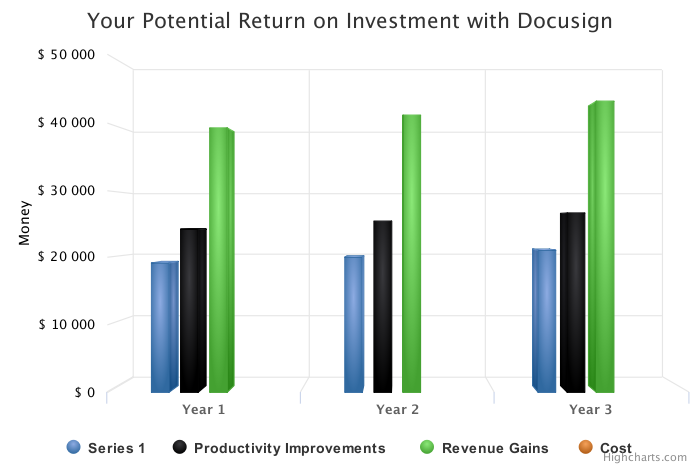 Your Potential Return on Investment with Docusign
$ 50 000
$ 40 000
$ 30 000
$ 20 000
$ 10 000
$ 0
Money
Year 1 Year 2 Year 3
Series 1 Productivity Improvements Revenue Gains Cost
Highcharts.com